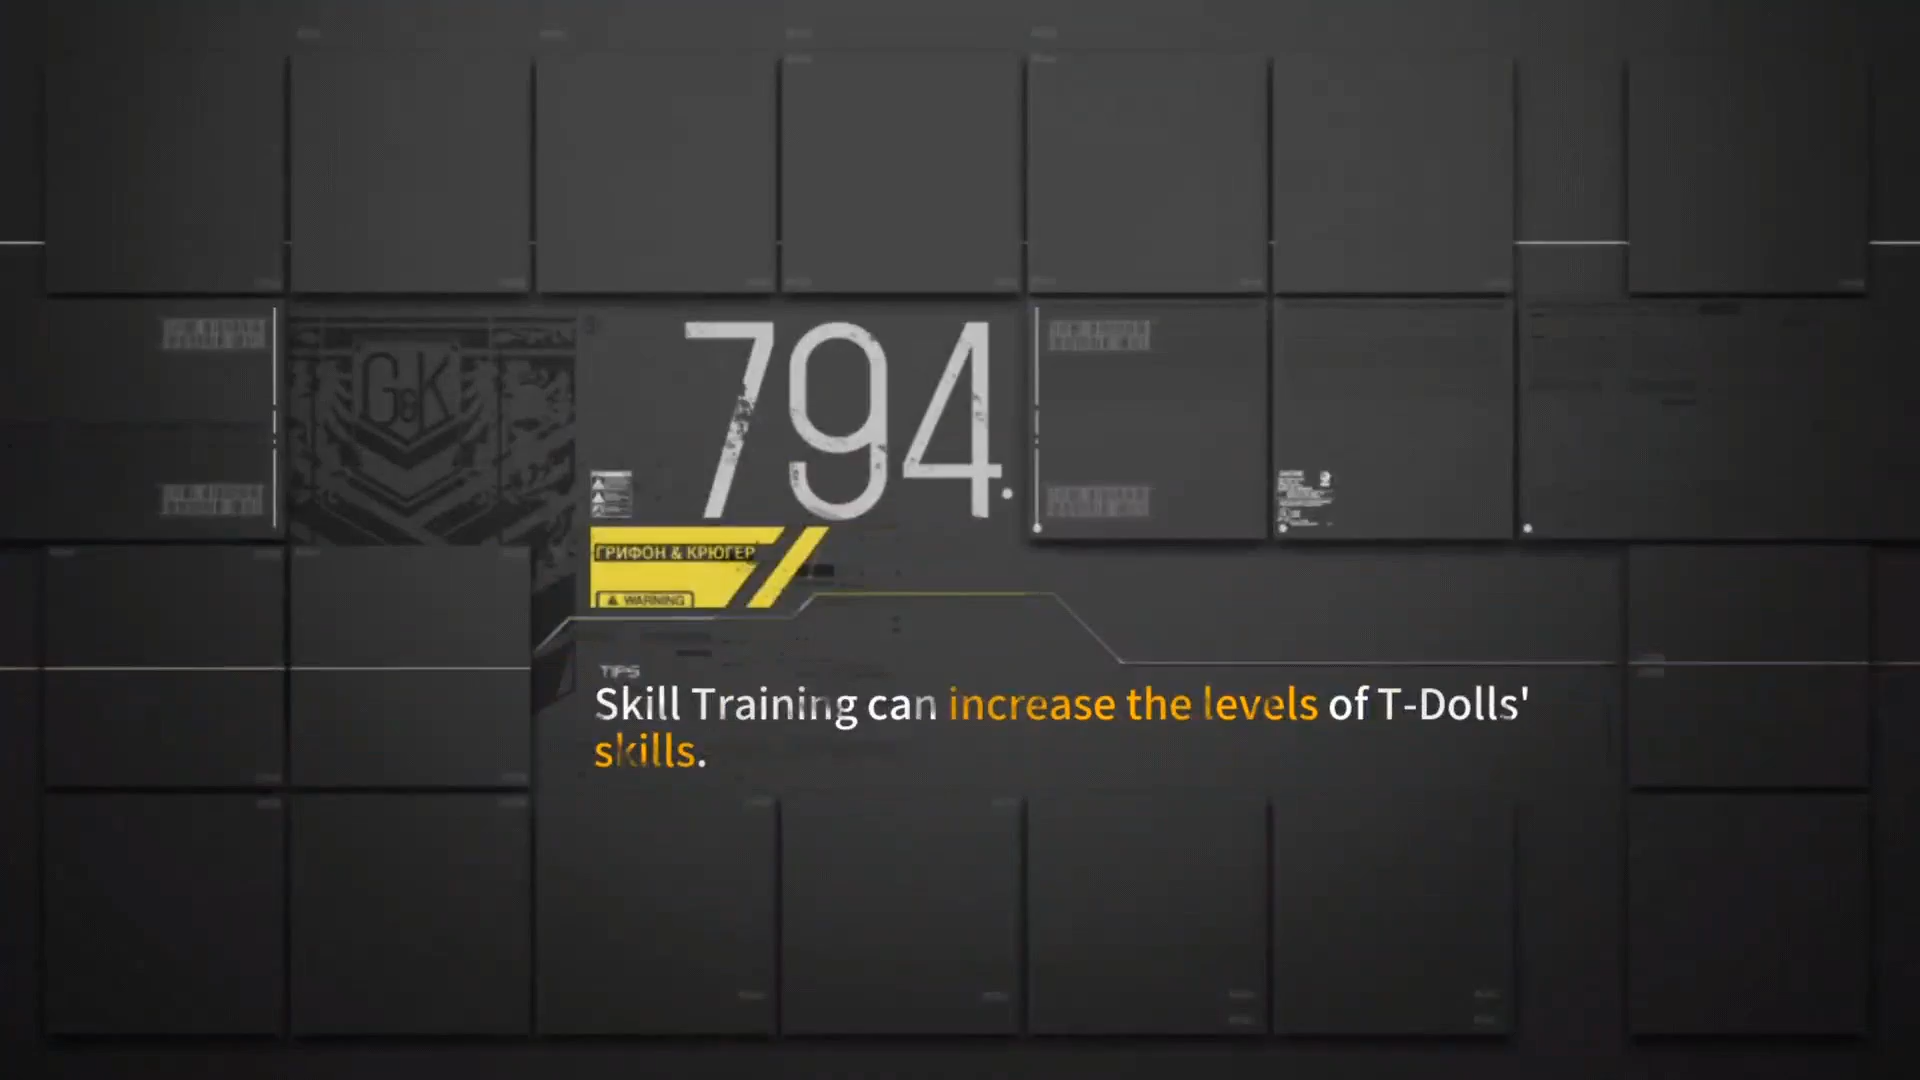 G&K
794.
ГРИФОН & КРЮГЕР
WARNING
TIPS
Skill Training can increase the levels of T-Dolls'
skills.